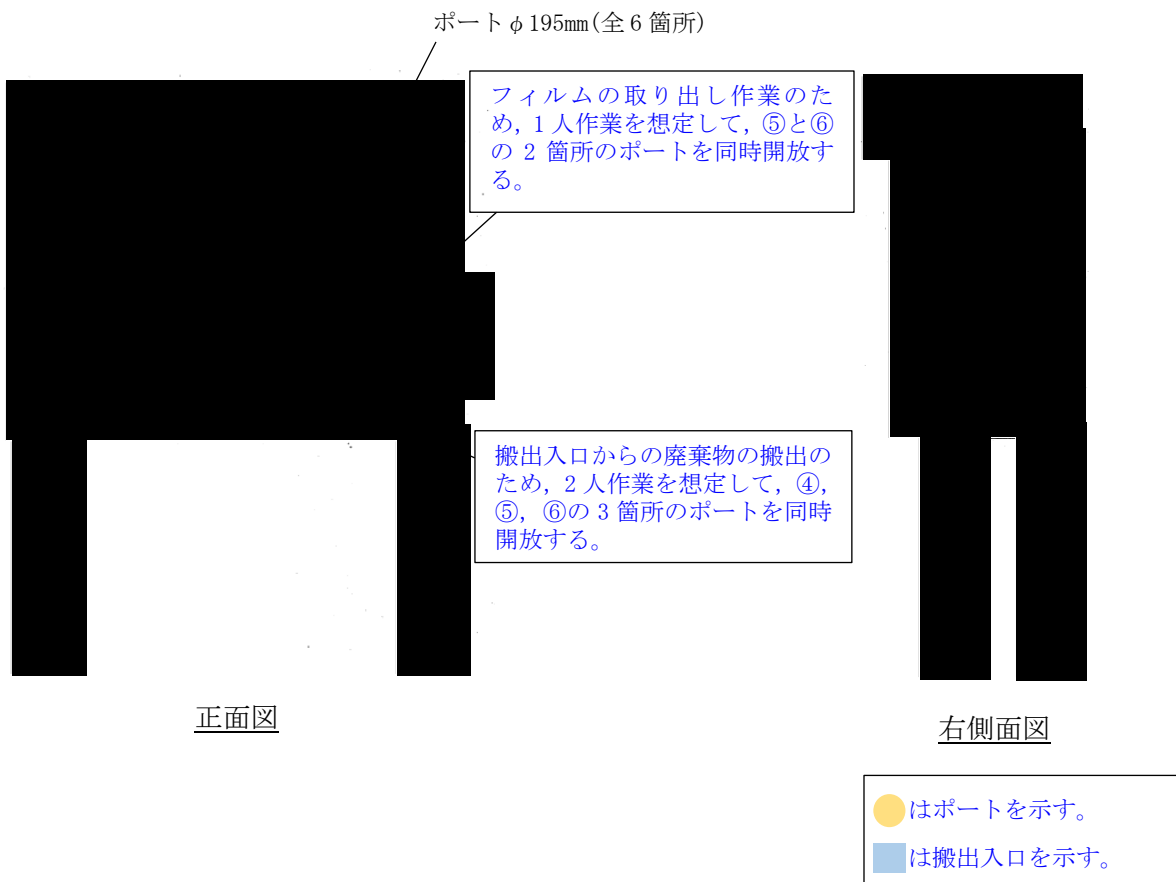 ポートφ195mm(全6箇所)
フィルムの取り出し作業のた
め, 1人作業を想定して, ⑤と⑥
の 2 箇所のポートを同時開放す
る。
搬出入口からの廃棄物の搬出の
ため, 2人作業を想定して, ④,
⑤, ⑥の3箇所のポートを同時
開放する。
正面図
右側面図
はポートを示す。
は搬出入口を示す。